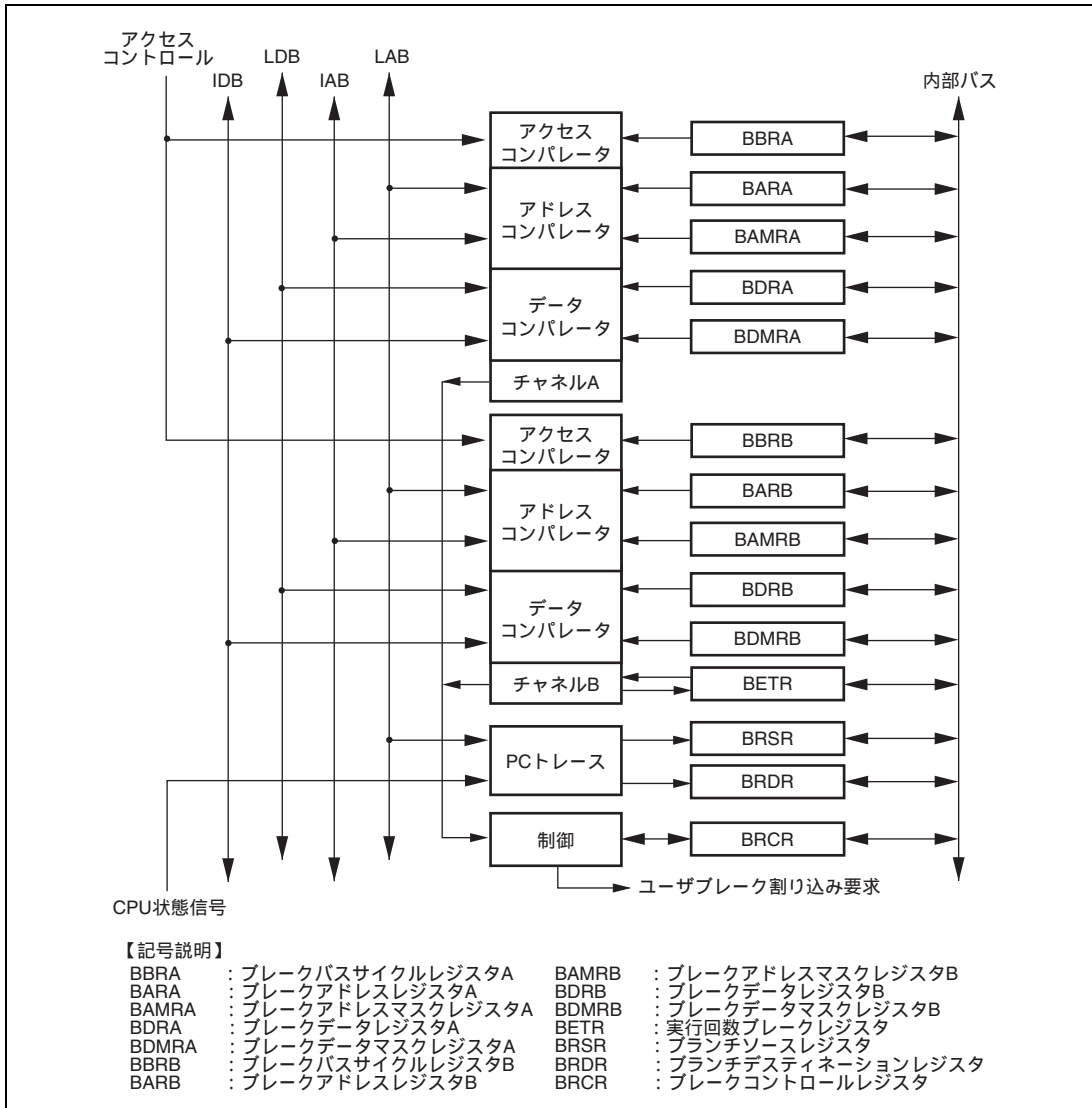 アクセス
コントロール
IDB
LDB
IAB
LAB
内部バス
アクセス
コンパレータ
BBRA
アドレス
コンパレータ
BARA
BAMRA
データ
コンパレータ
BDRA
BDMRA
チャネルA
アクセス
コンパレータ
BBRB
アドレス
コンパレータ
BARB
BAMRB
データ
コンパレータ
BDRB
BDMRB
チャネルB
BETR
PCトレース
BRSR
BRDR
制御
BRCR
ユーザブレーク割り込み要求
CPU状態信号
【記号説明】
BBRA : ブレークバスサイクルレジスタA
BARA : ブレークアドレスレジスタA
BAMRA : ブレークアドレスマスクレジスタA
BDRA : ブレークデータレジスタA
BDMRA : ブレークデータマスクレジスタA
BBRB : ブレークバスサイクルレジスタB
BARB : ブレークアドレスレジスタB
BAMRB : ブレークアドレスマスクレジスタB
BDRB : ブレークデータレジスタB
BDMRB : ブレークデータマスクレジスタB
BETR : 実行回数ブレークレジスタ
BRSR : ブランチソースレジスタ
BRDR : ブランチデスティネーションレジスタ
BRCR : ブレークコントロールレジスタ